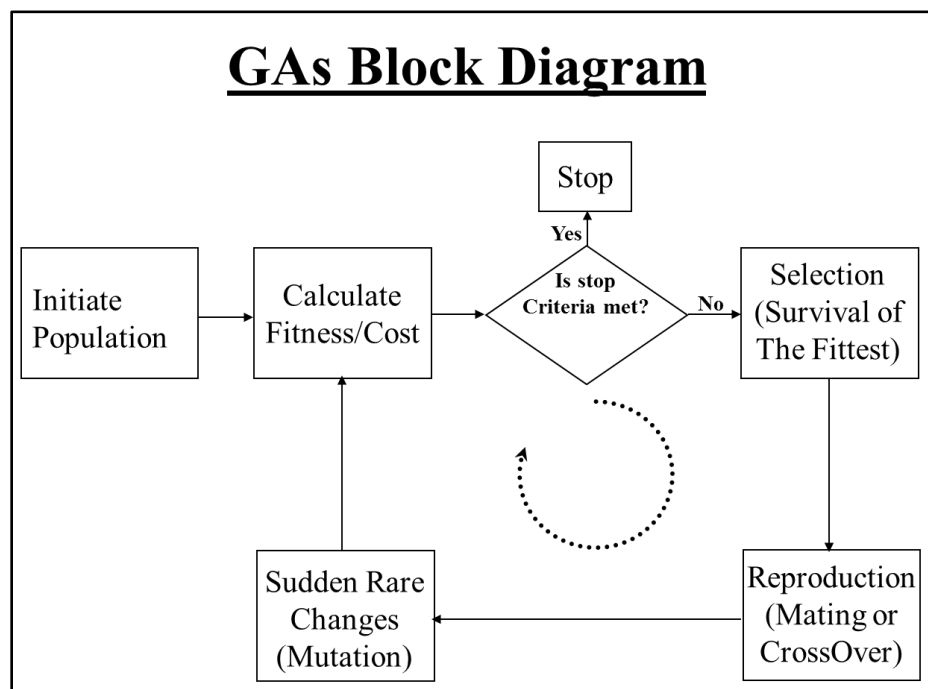 GAs Block Diagram
Stop
Yes
Initiate
Population
Calculate
Fitness/Cost
Is stop
Criteria met?
No
Selection
(Survival of
The Fittest)
Sudden Rare
Changes
(Mutation)
Reproduction
(Mating or
CrossOver)